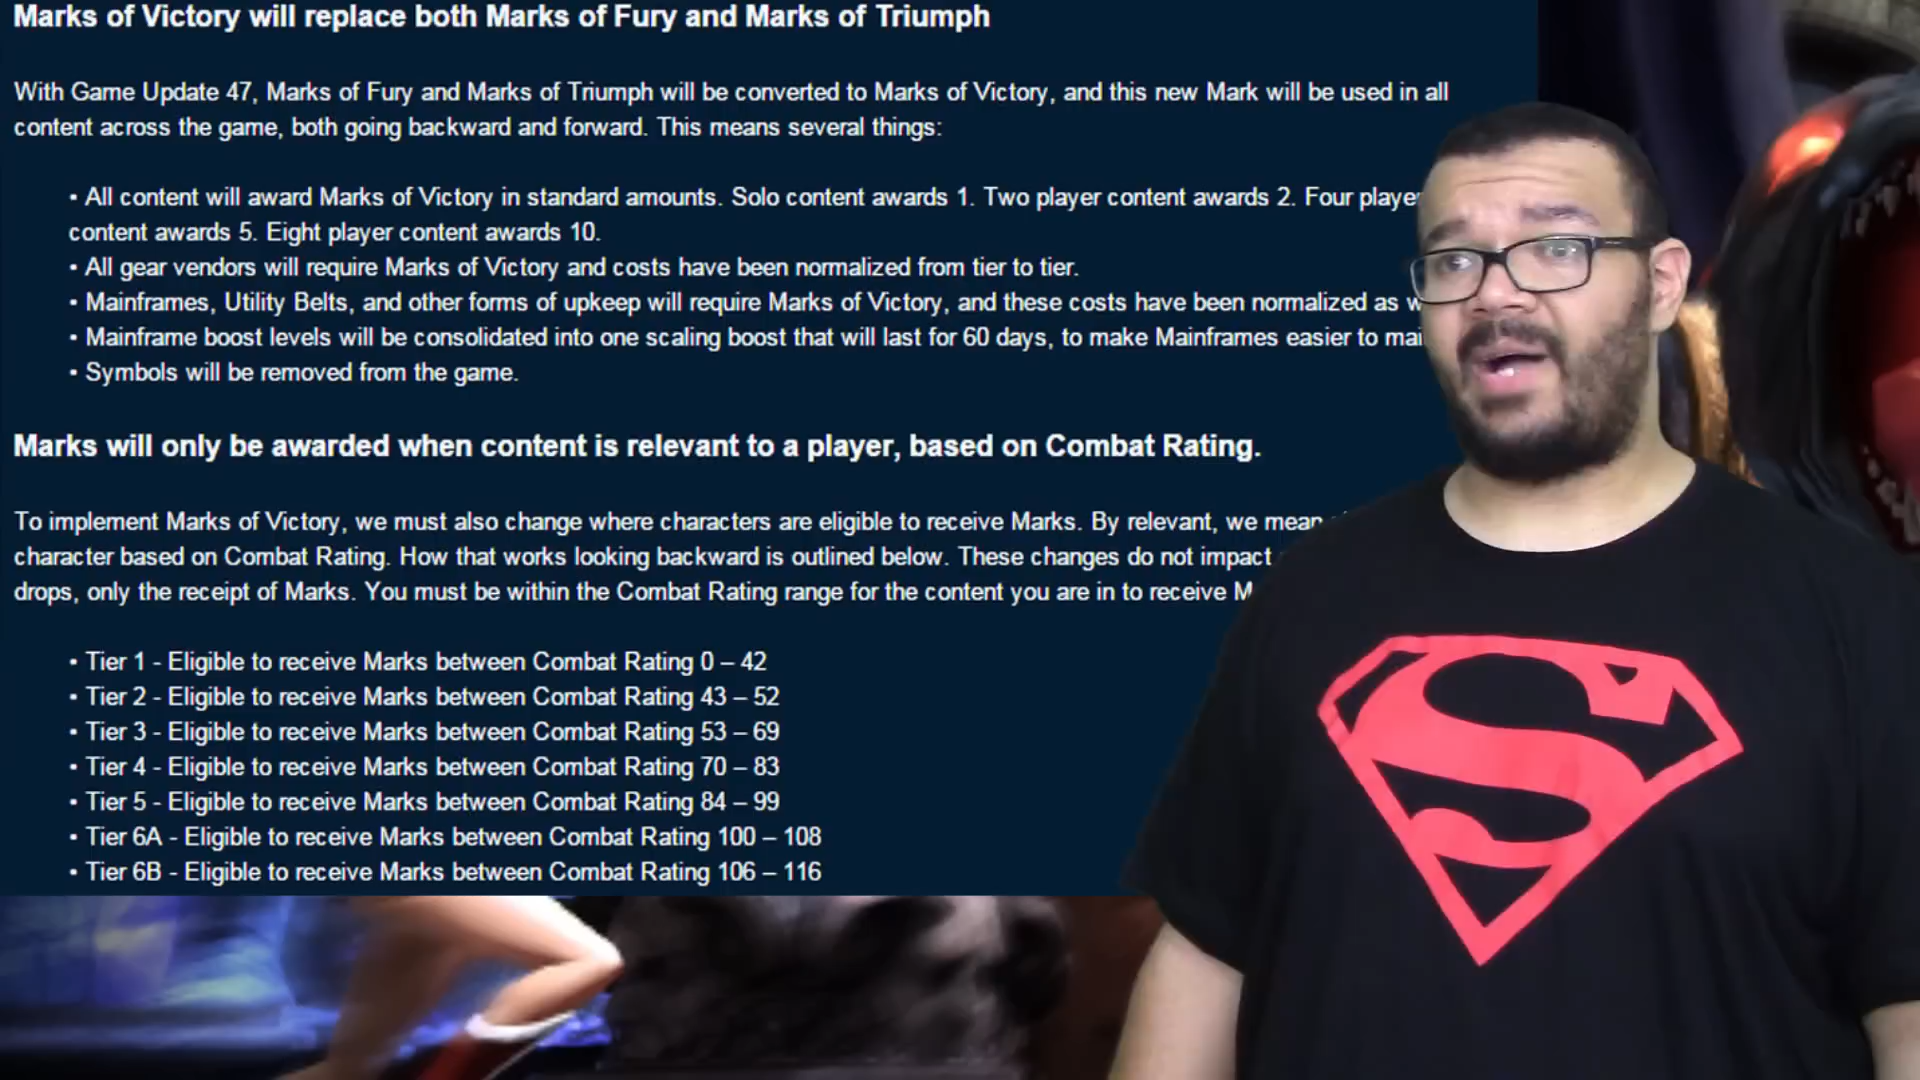 Marks of Victory will replace both Marks of Fury and Marks of Triumph
With Game Update 47, Marks of Fury and Marks of Triumph will be converted to Marks of Victory, and this new Mark will be used in all
content across the game, both going backward and forward. This means several things:
• All content will award Marks of Victory in standard amounts. Solo content awards 1. Two player content awards 2. Four player
content awards 5. Eight player content awards 10.
• All gear vendors will require Marks of Victory and costs have been normalized from tier to tier.
• Mainframes, Utility Belts, and other forms of upkeep will require Marks of Victory, and these costs have been normalized as
• Mainframe boost levels will be consolidated into one scaling boost that will last for 60 days, to make Mainframes easier to
• Symbols will be removed from the game.
Marks will only be awarded when content is relevant to a player, based on Combat Rating.
To implement Marks of Victory, we must also change where characters are eligible to receive Marks. By relevant, we mean
character based on Combat Rating. How that works looking backward is outlined below. These changes do not impact
drops, only the receipt of Marks. You must be within the Combat Rating range for the content you are in to receive
• Tier 1 - Eligible to receive Marks between Combat Rating 0 – 42
• Tier 2 - Eligible to receive Marks between Combat Rating 43 – 52
• Tier 3 - Eligible to receive Marks between Combat Rating 53 – 69
• Tier 4 - Eligible to receive Marks between Combat Rating 70 – 83
• Tier 5 - Eligible to receive Marks between Combat Rating 84 – 99
• Tier 6A - Eligible to receive Marks between Combat Rating 100 – 108
• Tier 6B - Eligible to receive Marks between Combat Rating 106 – 116
S